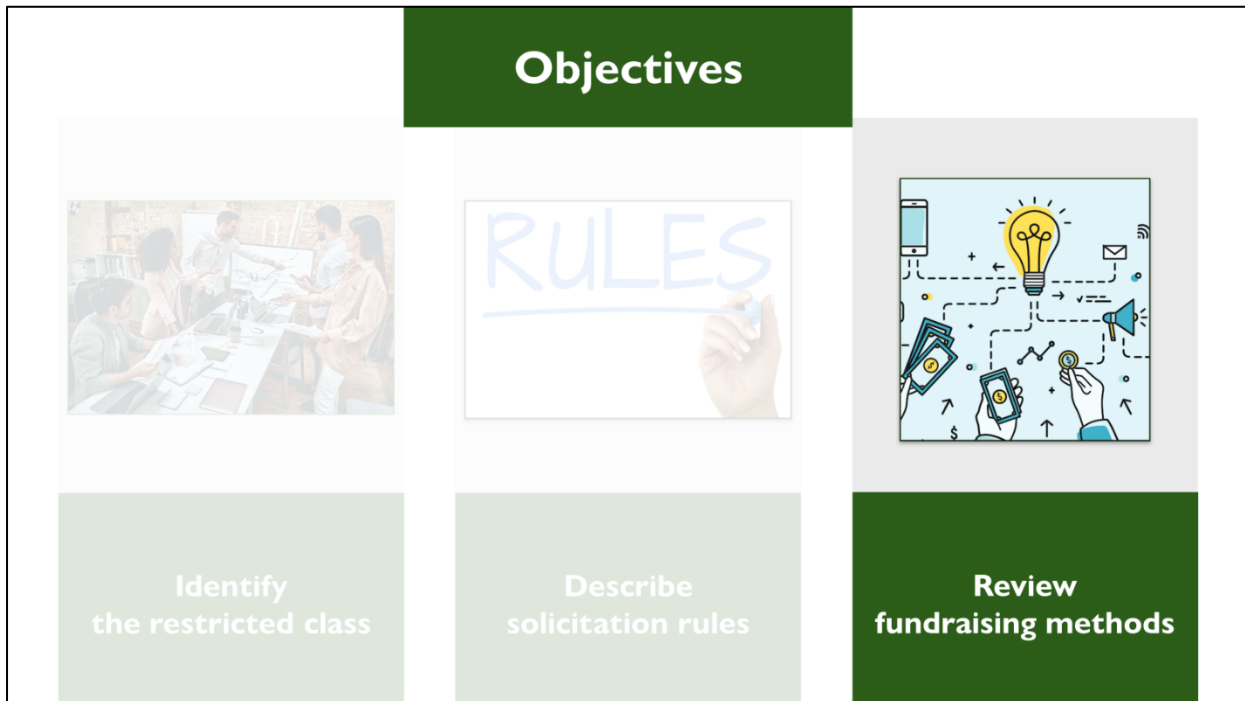 Objectives
RULES
Identify
the restricted class
Describe
solicitation rules
Review
fundraising methods